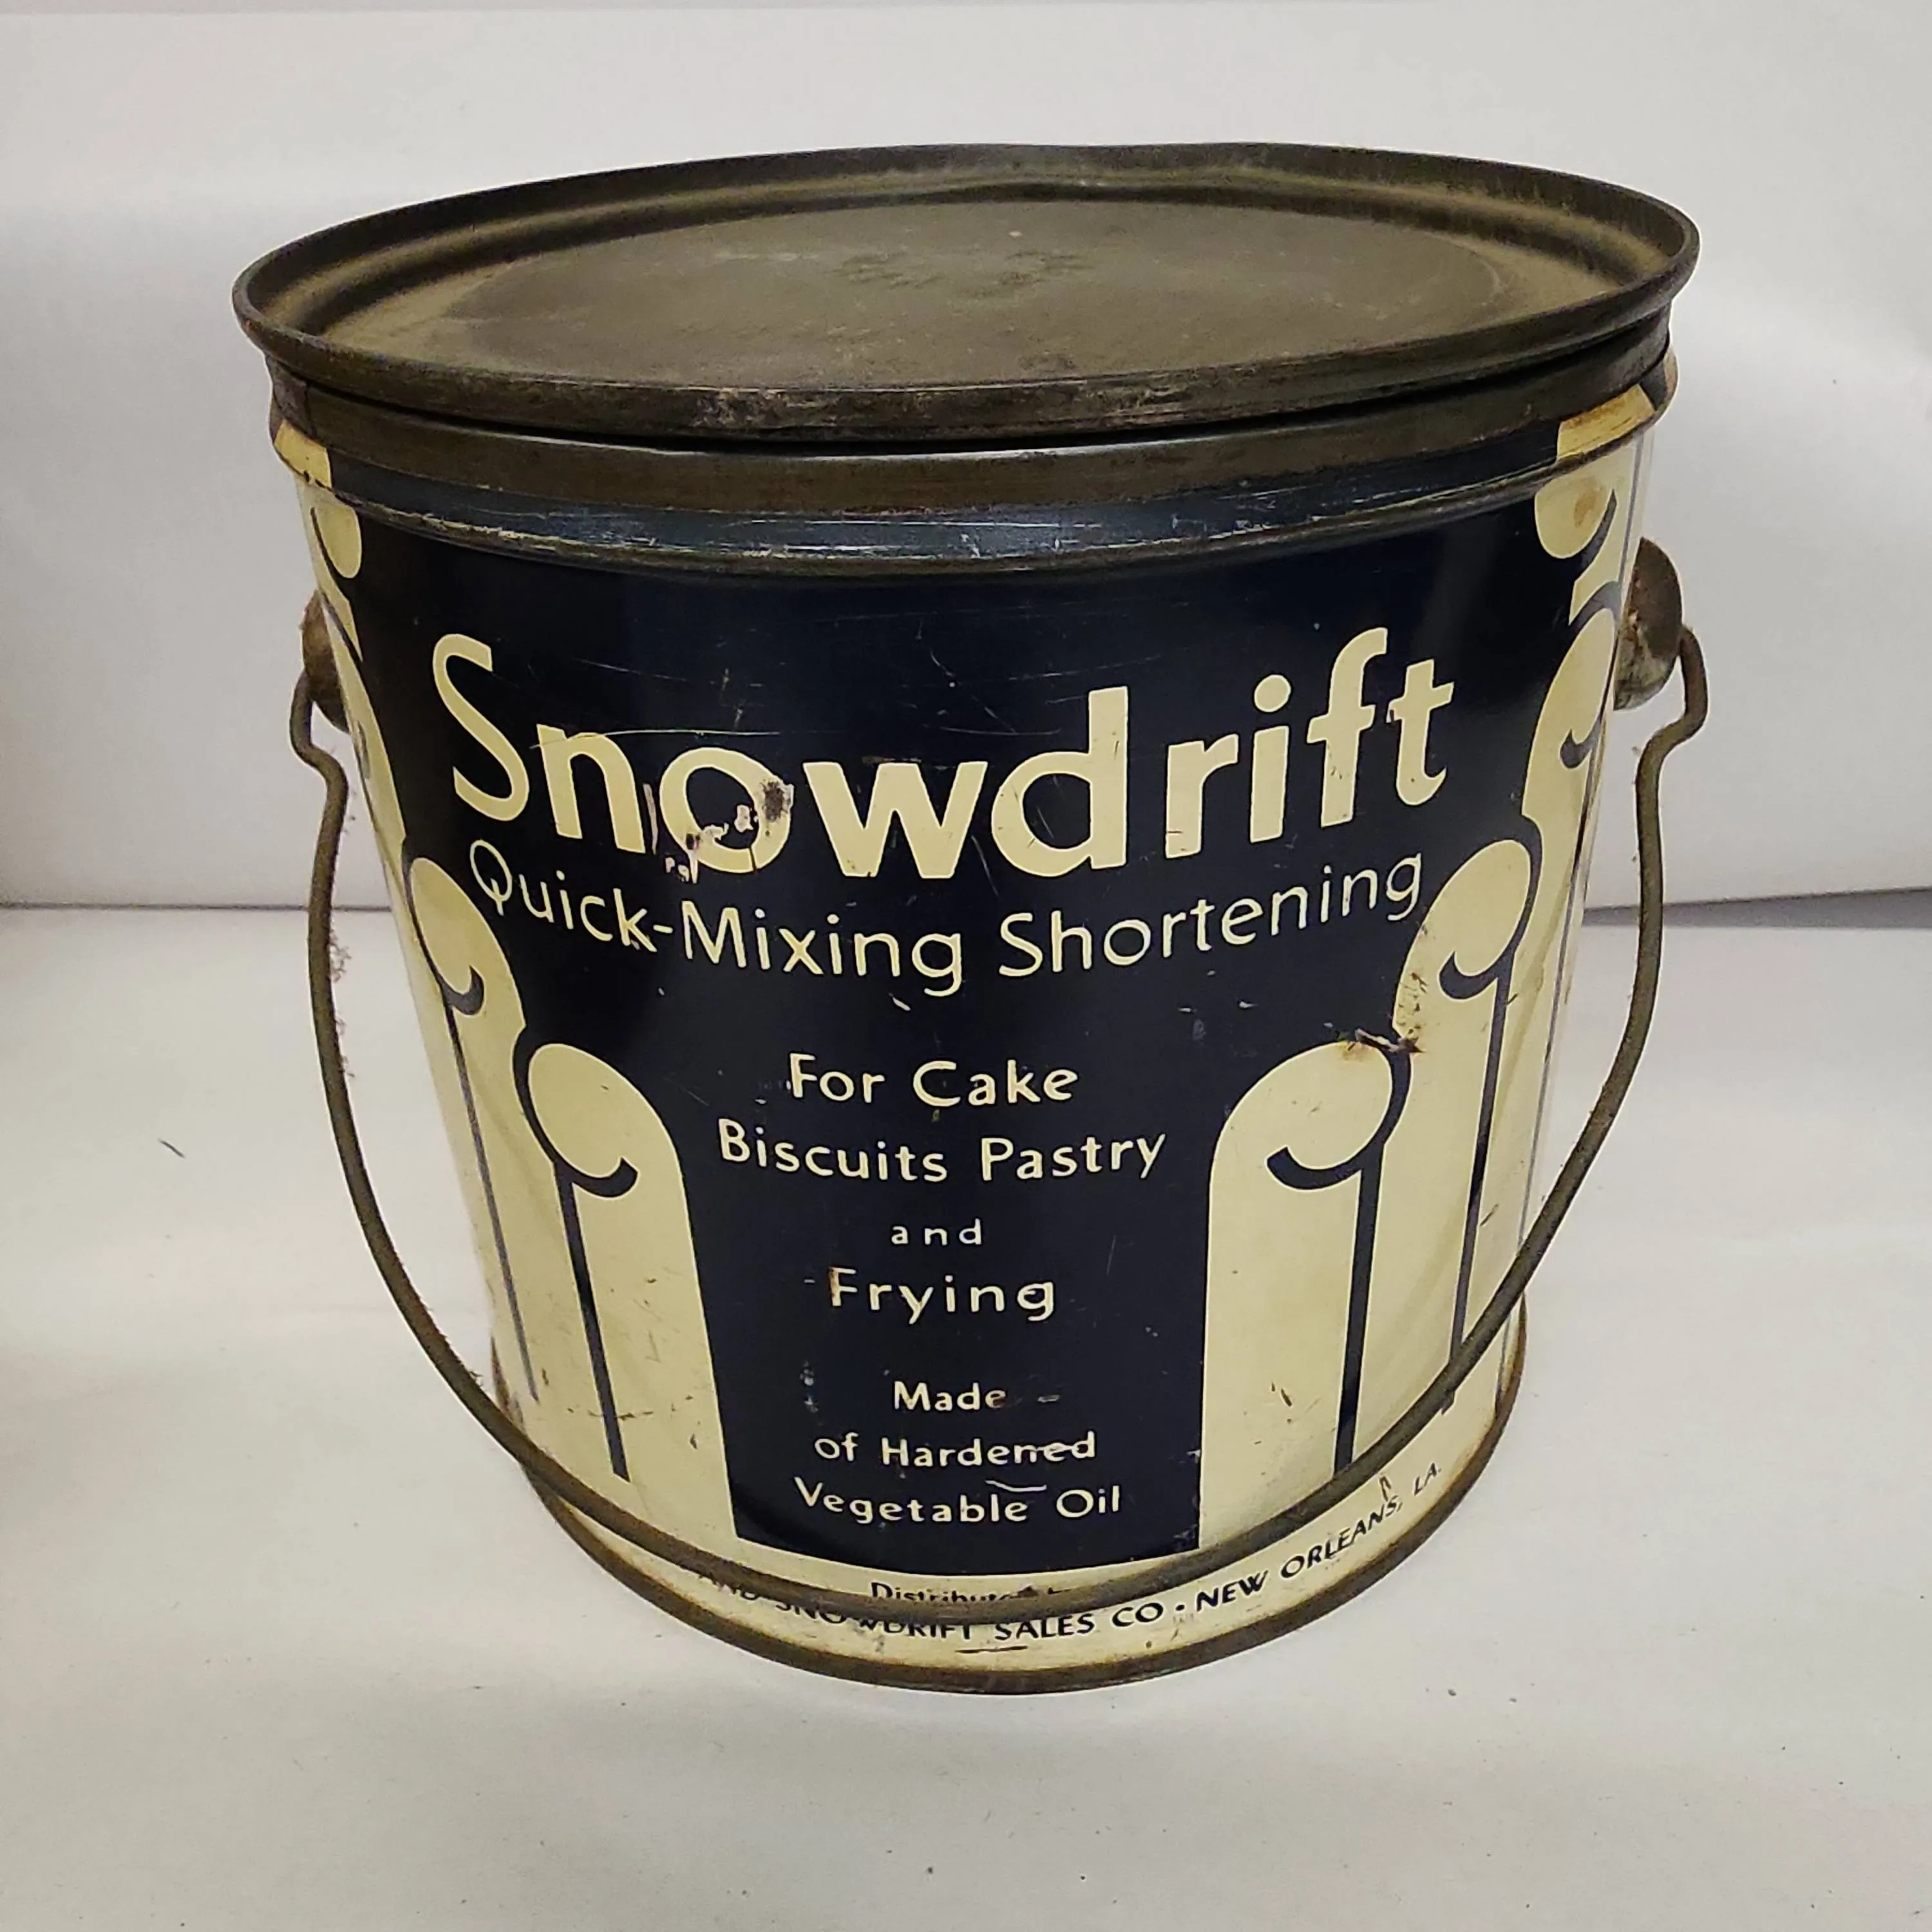 Snowdrift
Quick-Mixing Shortening
For Cake
Biscuits Pastry
and
Frying
Made
of Hardened
Vegetable Oil
AND SNOWDRIFT SALES CO • NEW ORLEANS, LA.